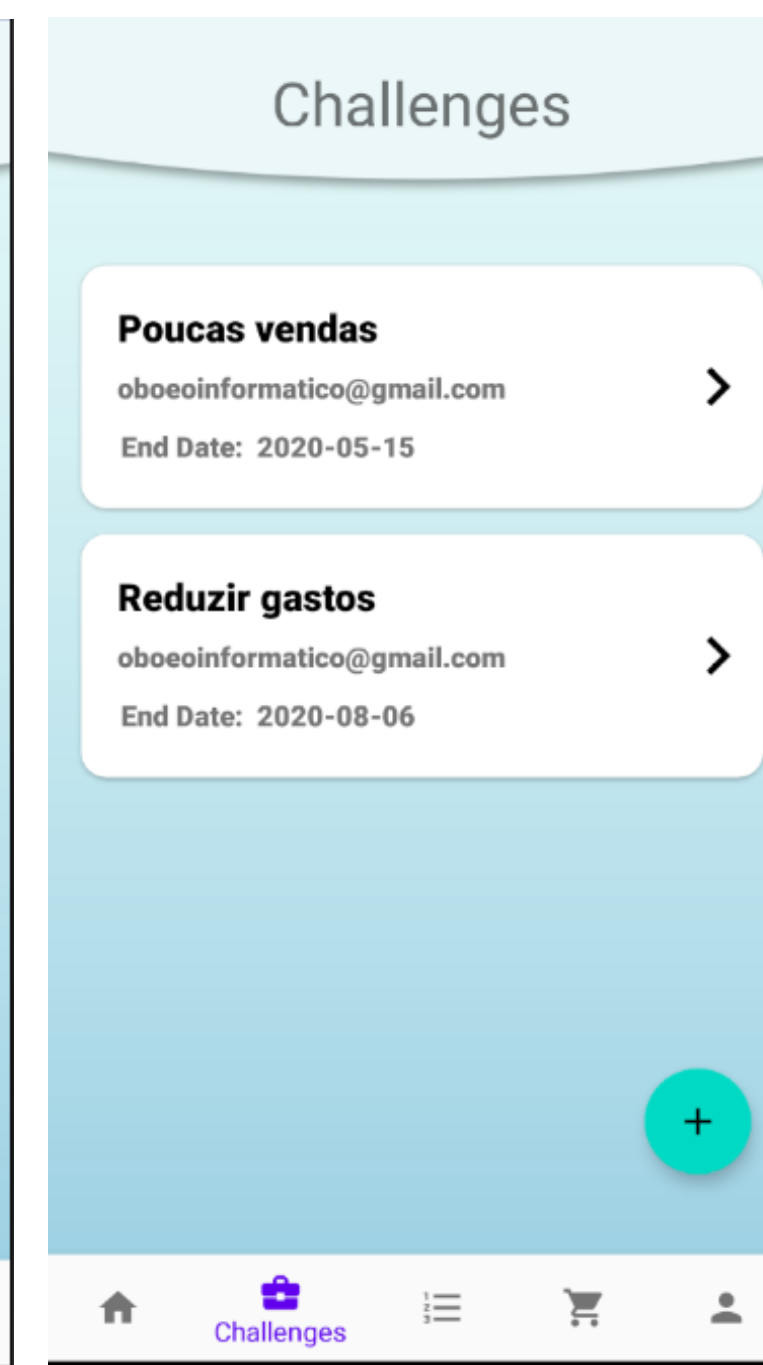 Challenges
Poucas vendas
oboeoinformatico@gmail.com
End Date: 2020-05-15
Reduzir gastos
oboeoinformatico@gmail.com
End Date: 2020-08-06
+
Challenges